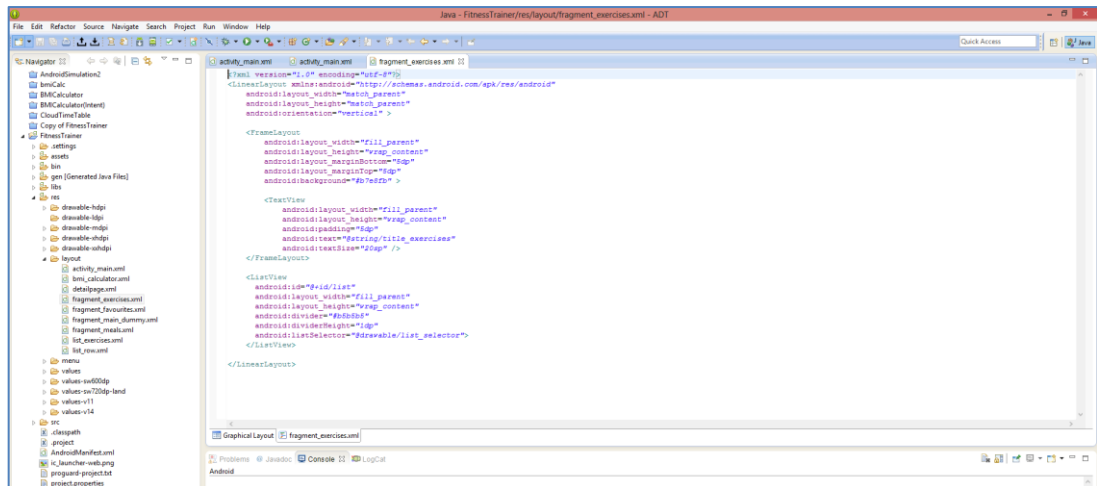 Java - FitnessTrainer/res/layout/fragment_exercises.xml - ADT
File Edit Refactor Source Navigate Search Project Run Window Help
Quick Access
Java
Navigator
AndroidSimulation2
bmiCalc
BMICalculator
BMICalculator(Intent)
CloudTimeTable
Copy of FitnessTrainer
FitnessTrainer
.settings
assets
bin
gen [Generated Java Files]
libs
res
drawable-hdpi
drawable-ldpi
drawable-mdpi
drawable-xhdpi
drawable-xxhdpi
layout
activity_main.xml
bmi_calculator.xml
detailpage.xml
fragment_exercises.xml
fragment_favourites.xml
fragment_main_dummy.xml
fragment_meals.xml
list_exercises.xml
list_row.xml
menu
values
values-sw600dp
values-sw720dp-land
values-v11
values-v14
src
.classpath
.project
AndroidManifest.xml
ic_launcher-web.png
proguard-project.txt
project.properties
activity_main.xml activity_main.xml fragment_exercises.xml
<?xml version="1.0" encoding="utf-8"?>
<LinearLayout xmlns:android="http://schemas.android.com/apk/res/android"
android:layout_width="match_parent"
android:layout_height="match_parent"
android:orientation="vertical" >
<FrameLayout
android:layout_width="fill_parent"
android:layout_height="wrap_content"
android:layout_marginBottom="5dp"
android:layout_marginTop="5dp"
android:background="#b7e8fb" >
<TextView
android:layout_width="fill_parent"
android:layout_height="wrap_content"
android:padding="5dp"
android:text="@string/title_exercises"
android:textSize="20sp" />
</FrameLayout>
<ListView
android:id="@+id/list"
android:layout_width="fill_parent"
android:layout_height="wrap_content"
android:divider="#b5b5b5"
android:dividerHeight="1dp"
android:listSelector="@drawable/list_selector">
</ListView>
</LinearLayout>
Graphical Layout fragment_exercises.xml
Problems @ Javadoc Console LogCat
Android